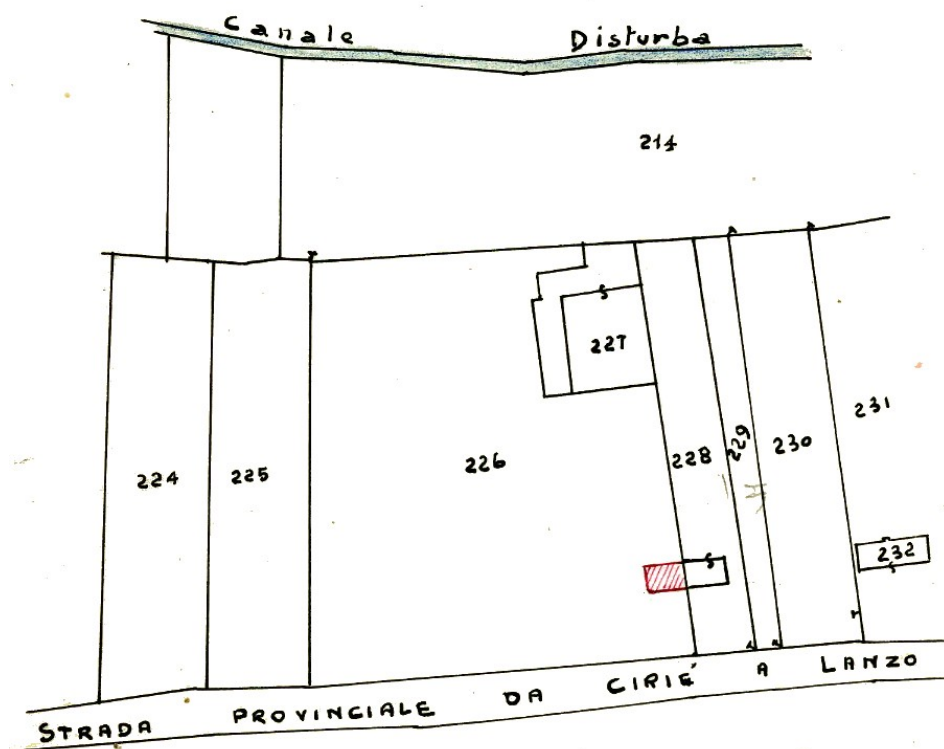 Canale Disturba
214
227
231
224 225 226 228 229 230
232
STRADA PROVINCIALE DA CIRIÉ A LANZO